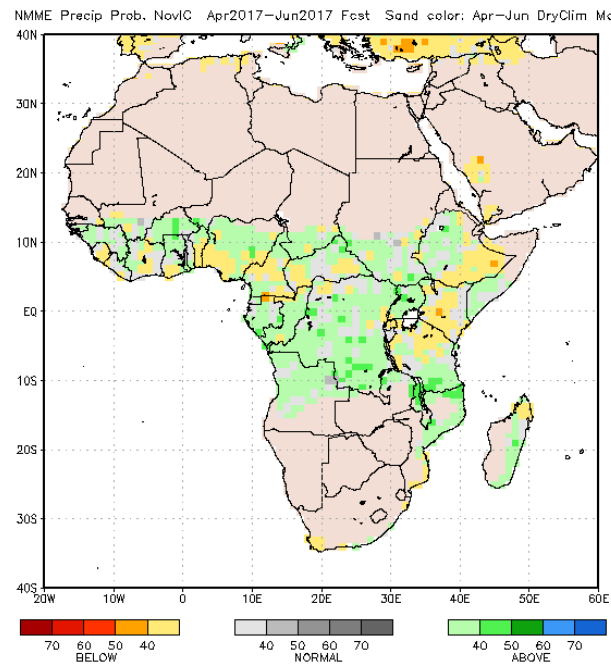 NMME Precip Prob. NovIC Apr2017-Jun2017 Fcst Sand color: Apr-Jun DryClim Mo
40N
30N
20N
10N
EQ
10S
20S
30S
40S
20W 10W 0 10E 20E 30E 40E 50E 60E
70 60 50 40 40 50 60 70 40 50 60 70
BELOW NORMAL ABOVE